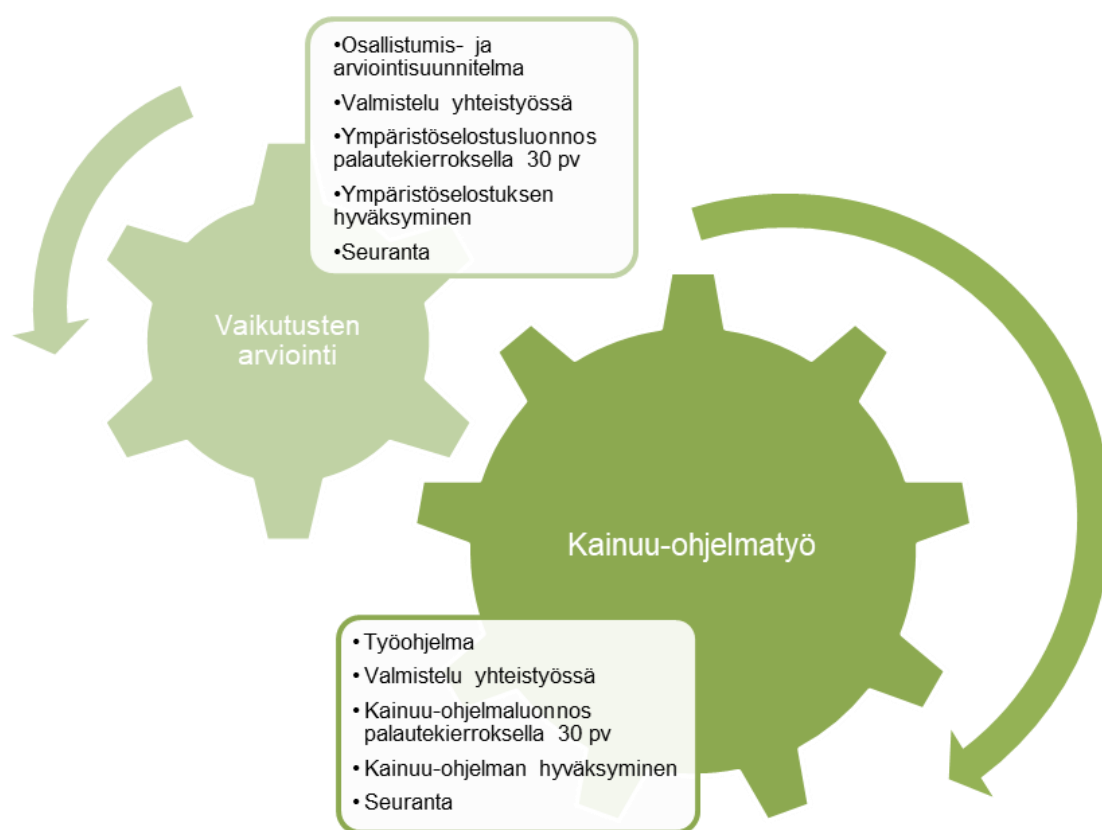 •Osallistumis- ja
arviointisuunnitelma
•Valmistelu yhteistyössä
•Ympäristöselostusluonnos
palautekierroksella 30 pv
•Ympäristöselostuksen
hyväksyminen
•Seuranta
Vaikutusten
arviointi
Kainuu-ohjelmatyö
• Työohjelma
• Valmistelu yhteistyössä
• Kainuu-ohjelmaluonnos
palautekierroksella 30 pv
• Kainuu-ohjelman hyväksyminen
• Seuranta